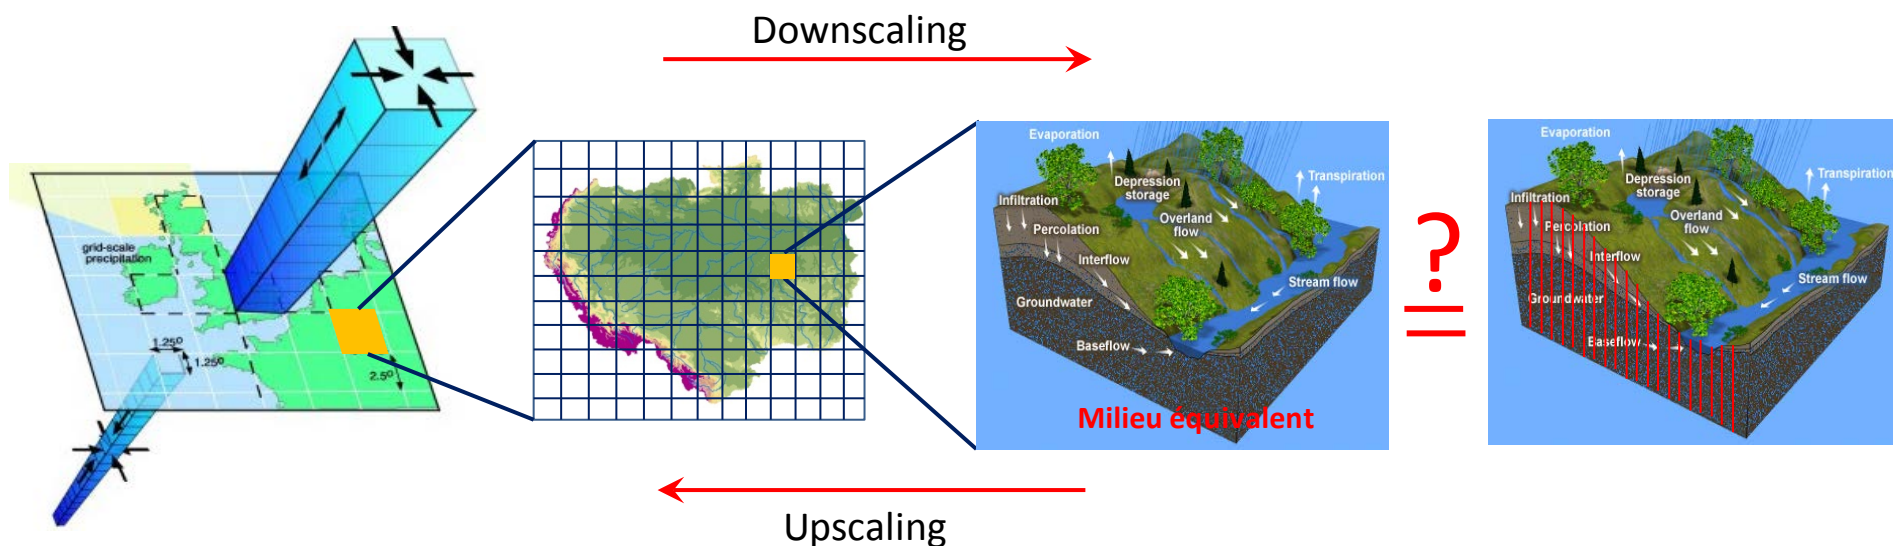 Downscaling
grid-scale
precipitation
1.25º
1.25º
2.5º
Evaporation
Transpiration
Depression
storage
Infiltration
Overland
flow
Percolation
Interflow
Stream flow
Groundwater
Baseflow
Milieu équivalent
?
=
Evaporation
Transpiration
Depression
storage
Infiltration
Overland
flow
Percolation
Interflow
Stream flow
Groundwater
Baseflow
Upscaling